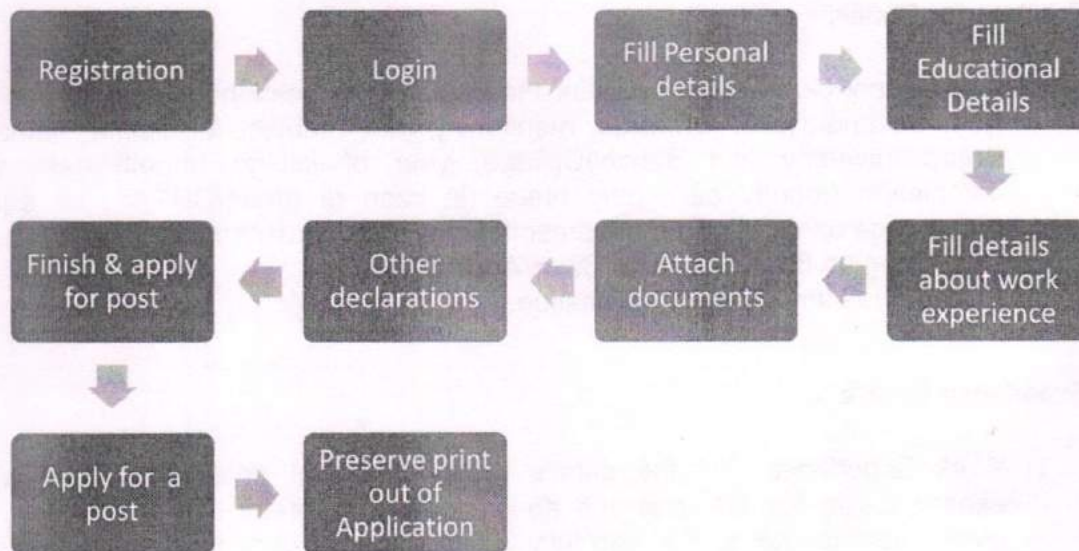 Registration
Login
Fill Personal
details
Fill
Educational
Details
Fill details
about work
experience
Attach
documents
Other
declarations
Finish & apply
for post
Apply for a
post
Preserve print
out of
Application